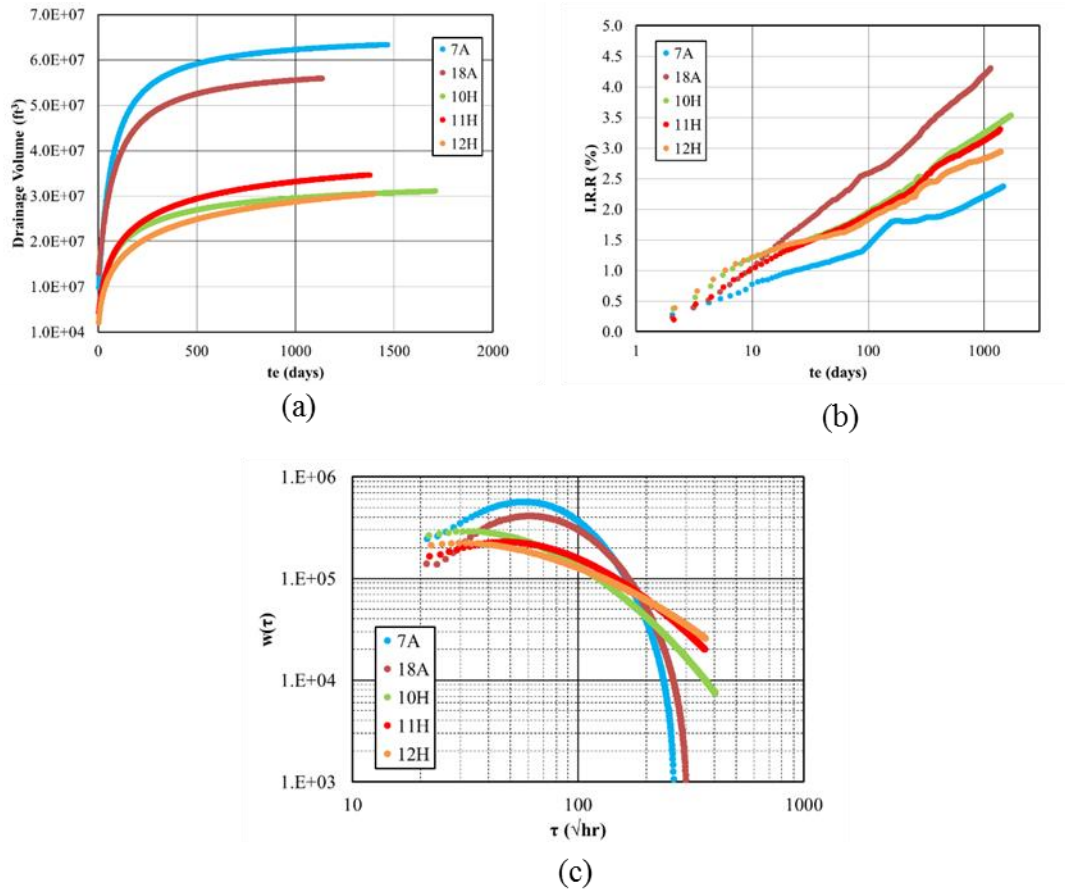 7.0E+07
6.0E+07
5.0E+07
4.0E+07
3.0E+07
2.0E+07
1.0E+07
1.0E+04
Drainage Volume (ft³)
0 500 1000 1500 2000
te (days)
7A
18A
10H
11H
12H
(a)
5.0
4.5
4.0
3.5
3.0
2.5
2.0
1.5
1.0
0.5
0.0
I.R.R (%)
1 10 100 1000
te (days)
7A
18A
10H
11H
12H
(b)
1.E+06
1.E+05
1.E+04
1.E+03
w(τ)
10 100 1000
τ (√hr)
7A
18A
10H
11H
12H
(c)